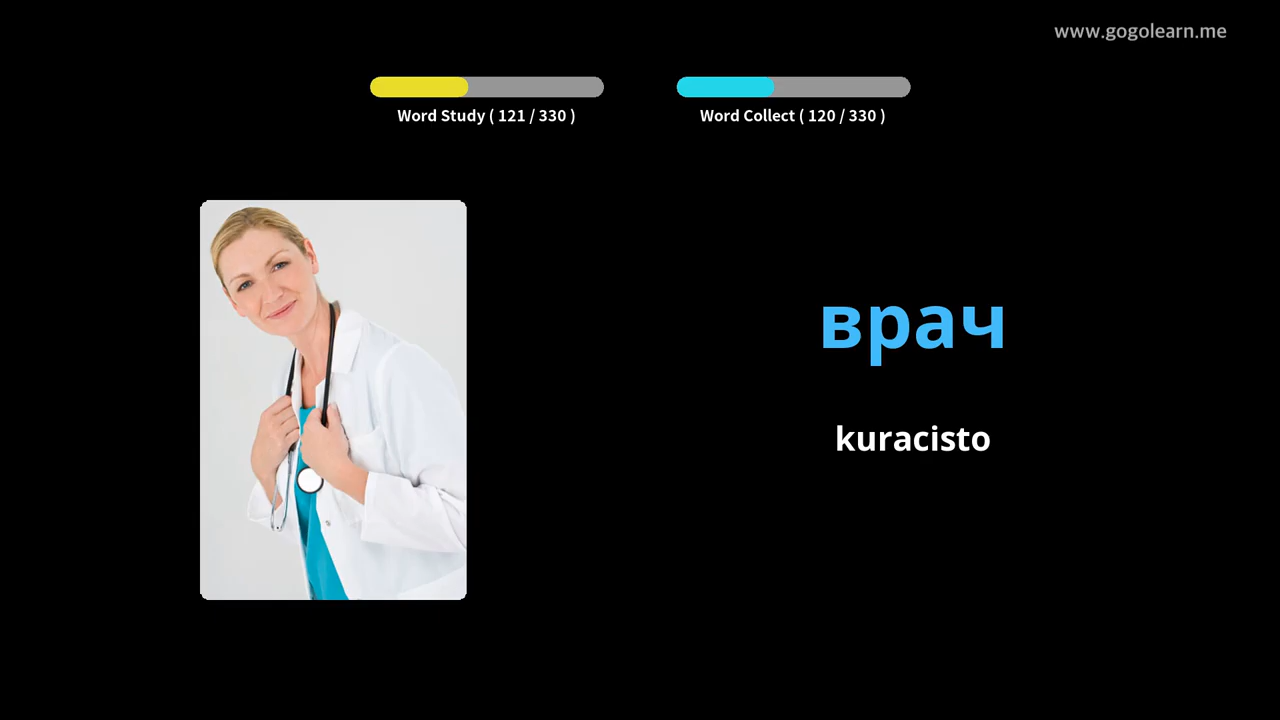 www.gogolearn.me
Word Study ( 121 / 330 )
Word Collect ( 120 / 330 )
врач
kuracisto